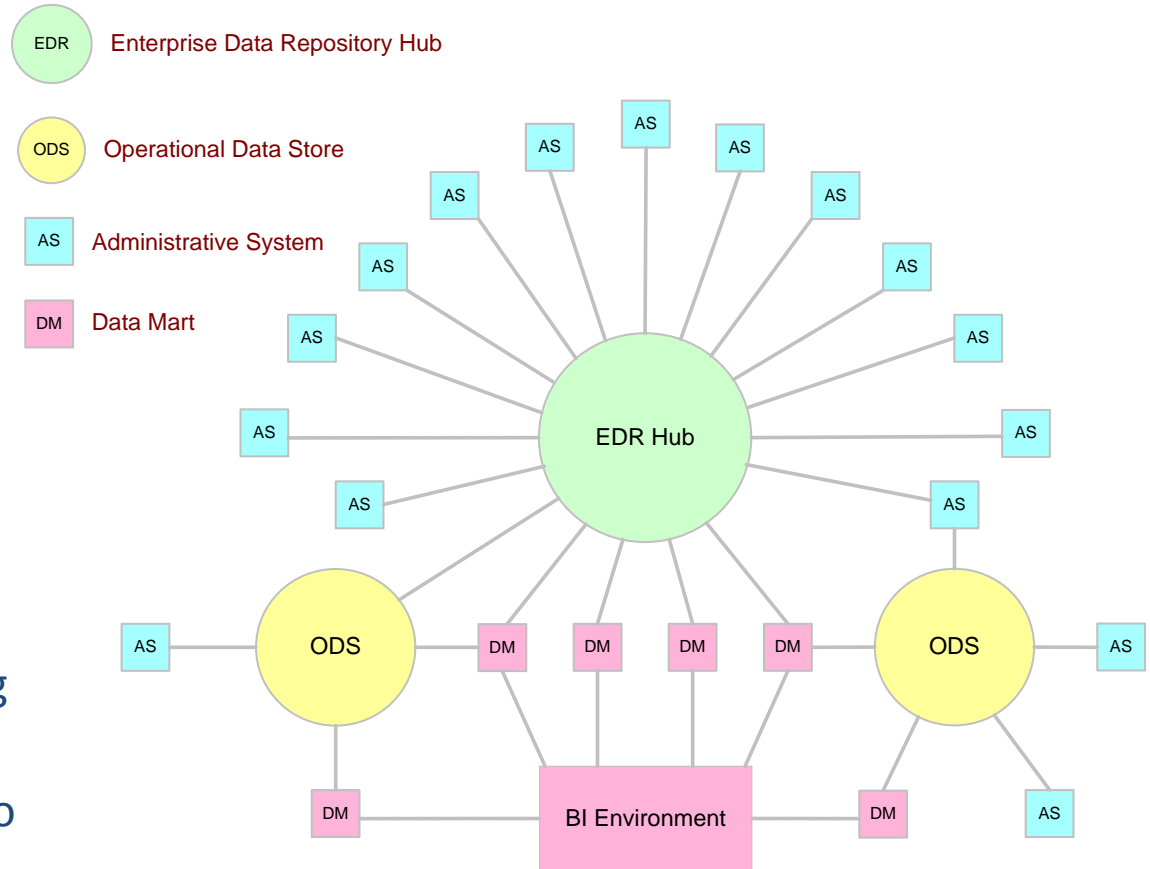 EDR Enterprise Data Repository Hub
ODS Operational Data Store
AS Administrative System
DM Data Mart
AS
AS
AS
AS
AS
AS
AS
AS
AS
AS
AS
AS
AS
EDR Hub
AS
AS
AS
ODS
DM
DM
DM
DM
ODS
AS
g
DM
BI Environment
DM
AS
o